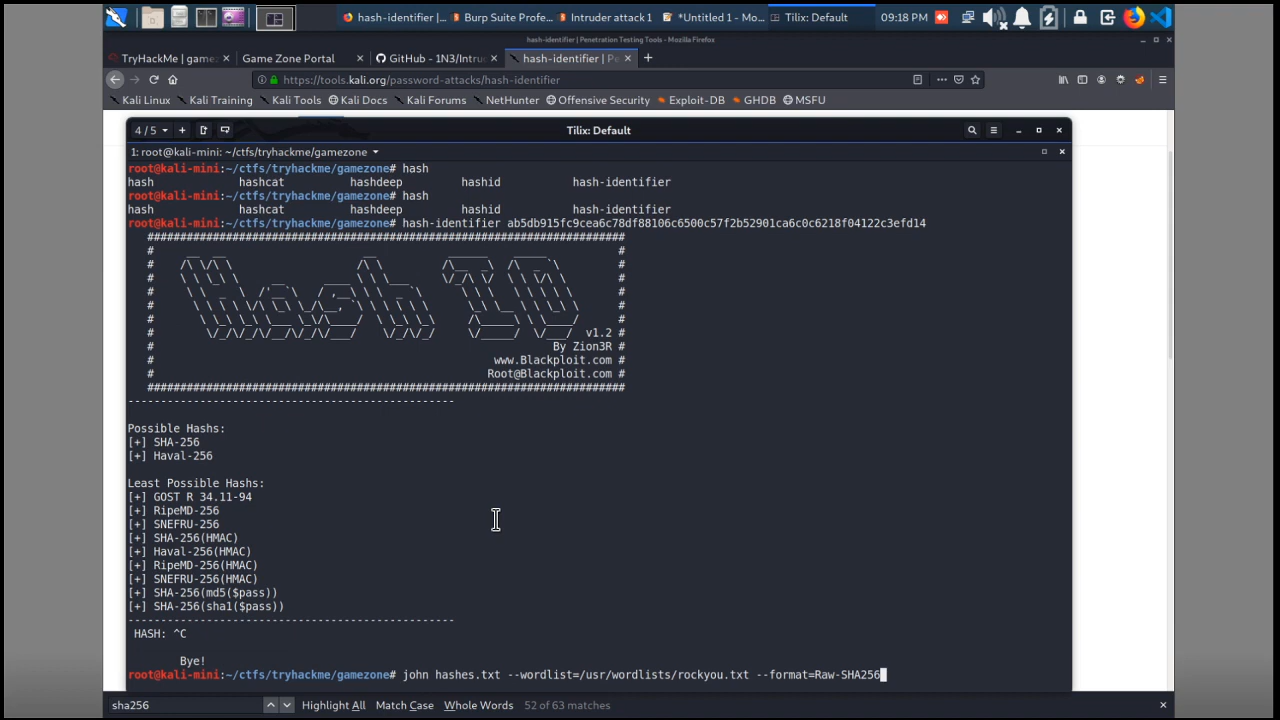 hash-identifier |... Burp Suite Profe... Intruder attack 1 *Untitled 1 - Mo... Tilix: Default 09:18 PM
hash-identifier | Penetration Testing Tools - Mozilla Firefox
TryHackMe | game Game Zone Portal GitHub - 1N3/Intru hash-identifier | Pe
https://tools.kali.org/password-attacks/hash-identifier
Kali Linux Kali Training Kali Tools Kali Docs Kali Forums NetHunter Offensive Security Exploit-DB GHDB MSFU
4 / 5 Tilix: Default
1: root@kali-mini: ~/ctfs/tryhackme/gamezone
root@kali-mini:~/ctfs/tryhackme/gamezone# hash
hash hashcat hashdeep hashid hash-identifier
root@kali-mini:~/ctfs/tryhackme/gamezone# hash
hash hashcat hashdeep hashid hash-identifier
root@kali-mini:~/ctfs/tryhackme/gamezone# hash-identifier ab5db915fc9cea6c78df88106c6500c57f2b52901ca6c0c6218f04122c3efd14
Hash ID
v1.2 #
# By Zion3R #
# www.Blackploit.com #
# Root@Blackploit.com #
Possible Hashs:
[+] SHA-256
[+] Haval-256
Least Possible Hashs:
[+] GOST R 34.11-94
[+] RipeMD-256
[+] SNEFRU-256
[+] SHA-256(HMAC)
[+] Haval-256(HMAC)
[+] RipeMD-256(HMAC)
[+] SNEFRU-256(HMAC)
[+] SHA-256(md5($pass))
[+] SHA-256(sha1($pass))
HASH: ^C
Bye!
root@kali-mini:~/ctfs/tryhackme/gamezone# john hashes.txt --wordlist=/usr/wordlists/rockyou.txt --format=Raw-SHA256
sha256 Highlight All Match Case Whole Words 52 of 63 matches